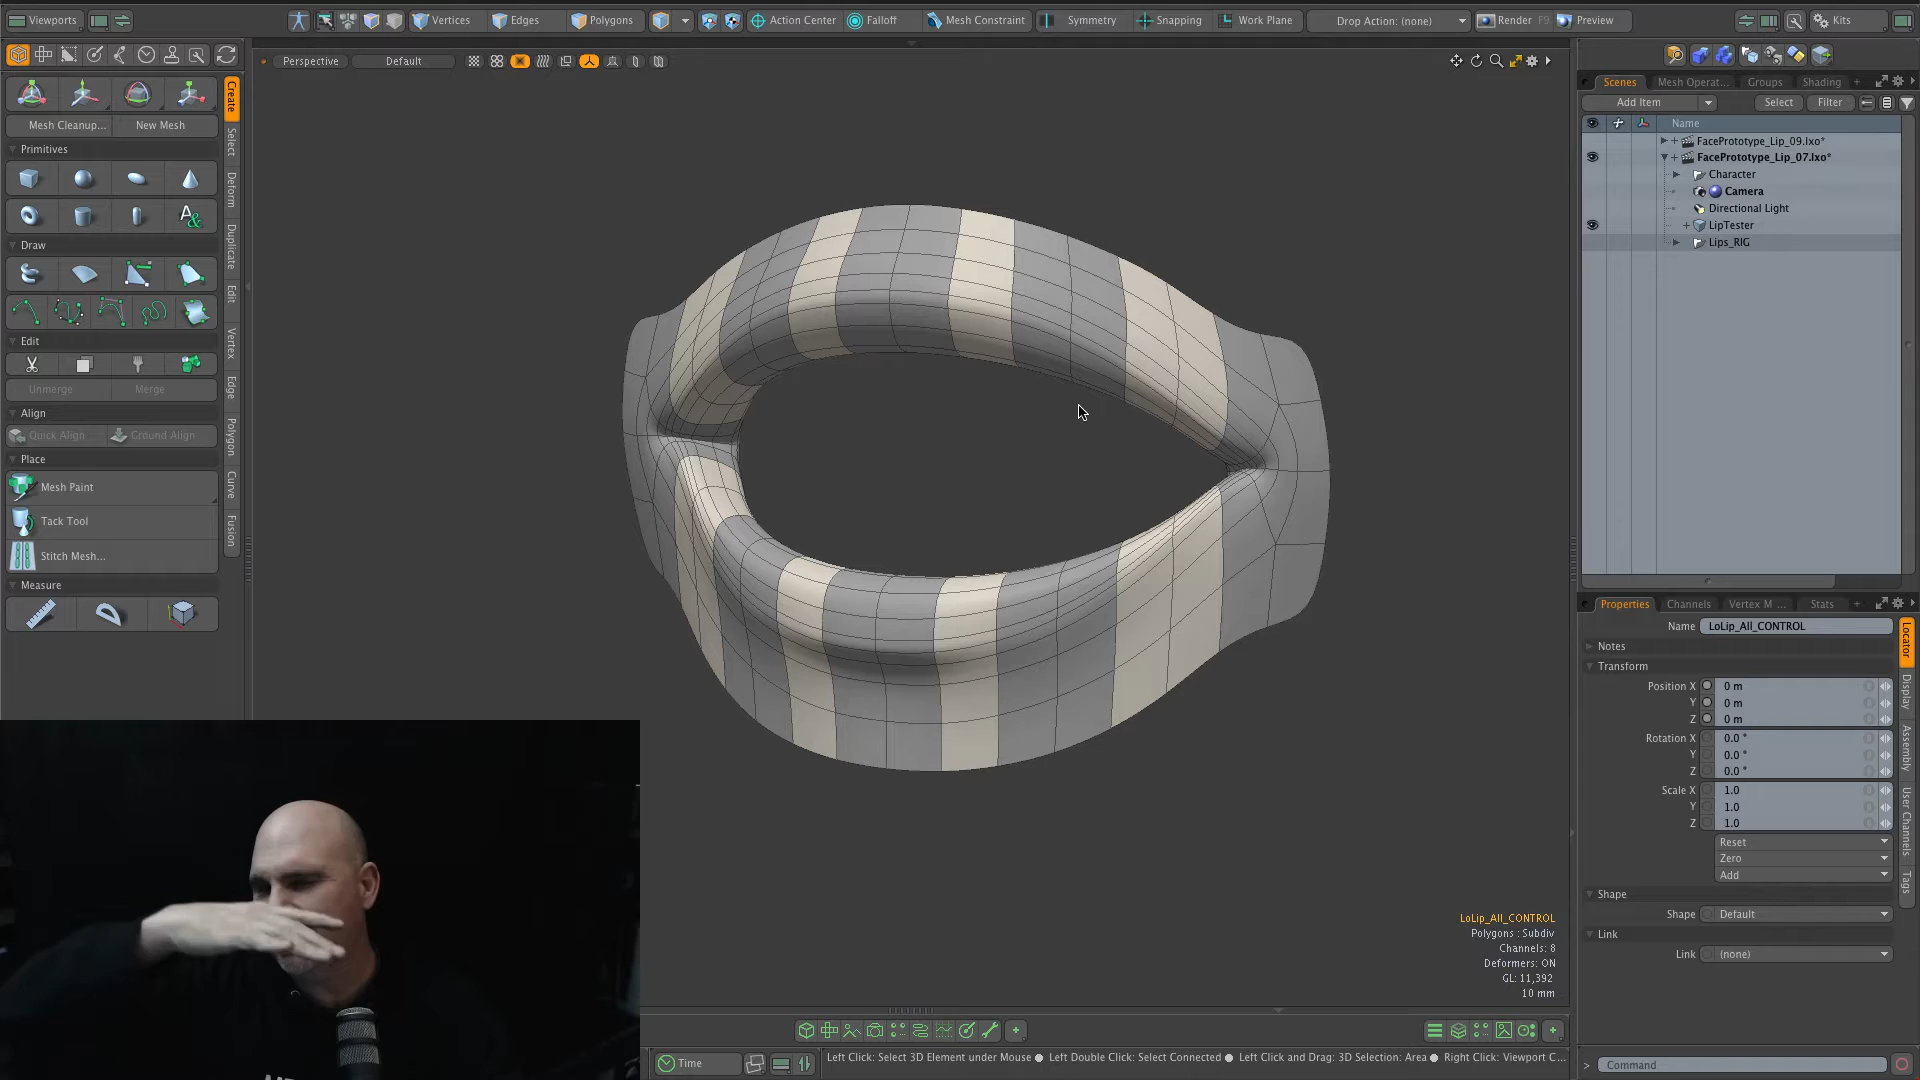 Viewports
Vertices
Edges
Polygons
Action Center
Falloff
Mesh Constraint
Symmetry
Snapping
Work Plane
Drop Action: (none)
Render F9
Preview
Kits
Perspective
Default
Mesh Cleanup...
New Mesh
Primitives
Draw
Edit
Unmerge
Merge
Align
Quick Align
Ground Align
Place
Mesh Paint
Tack Tool
Stitch Mesh...
Measure
Create
Select
Deform
Duplicate
Edit
Vertex
Edge
Polygon
Curve
Fusion
Scenes
Mesh Operat...
Groups
Shading
+
Add Item
Select
Filter
Name
FacePrototype_Lip_09.lxo*
FacePrototype_Lip_07.lxo*
Character
Camera
Directional Light
LipTester
Lips_RIG
Properties
Channels
Vertex M ...
Stats
+
Name LoLip_All_CONTROL
Notes
Transform
Position X 0 m
Y 0 m
Z 0 m
Rotation X 0.0 °
Y 0.0 °
Z 0.0 °
Scale X 1.0
Y 1.0
Z 1.0
Reset
Zero
Add
Shape
Shape Default
Link
Link (none)
Locator
Display
Assembly
User Channels
Tags
LoLip_All_CONTROL
Polygons : Subdiv
Channels: 8
Deformers: ON
GL: 11,392
10 mm
Time
Left Click: Select 3D Element under Mouse ● Left Double Click: Select Connected ● Left Click and Drag: 3D Selection: Area ● Right Click: Viewport C...
> Command